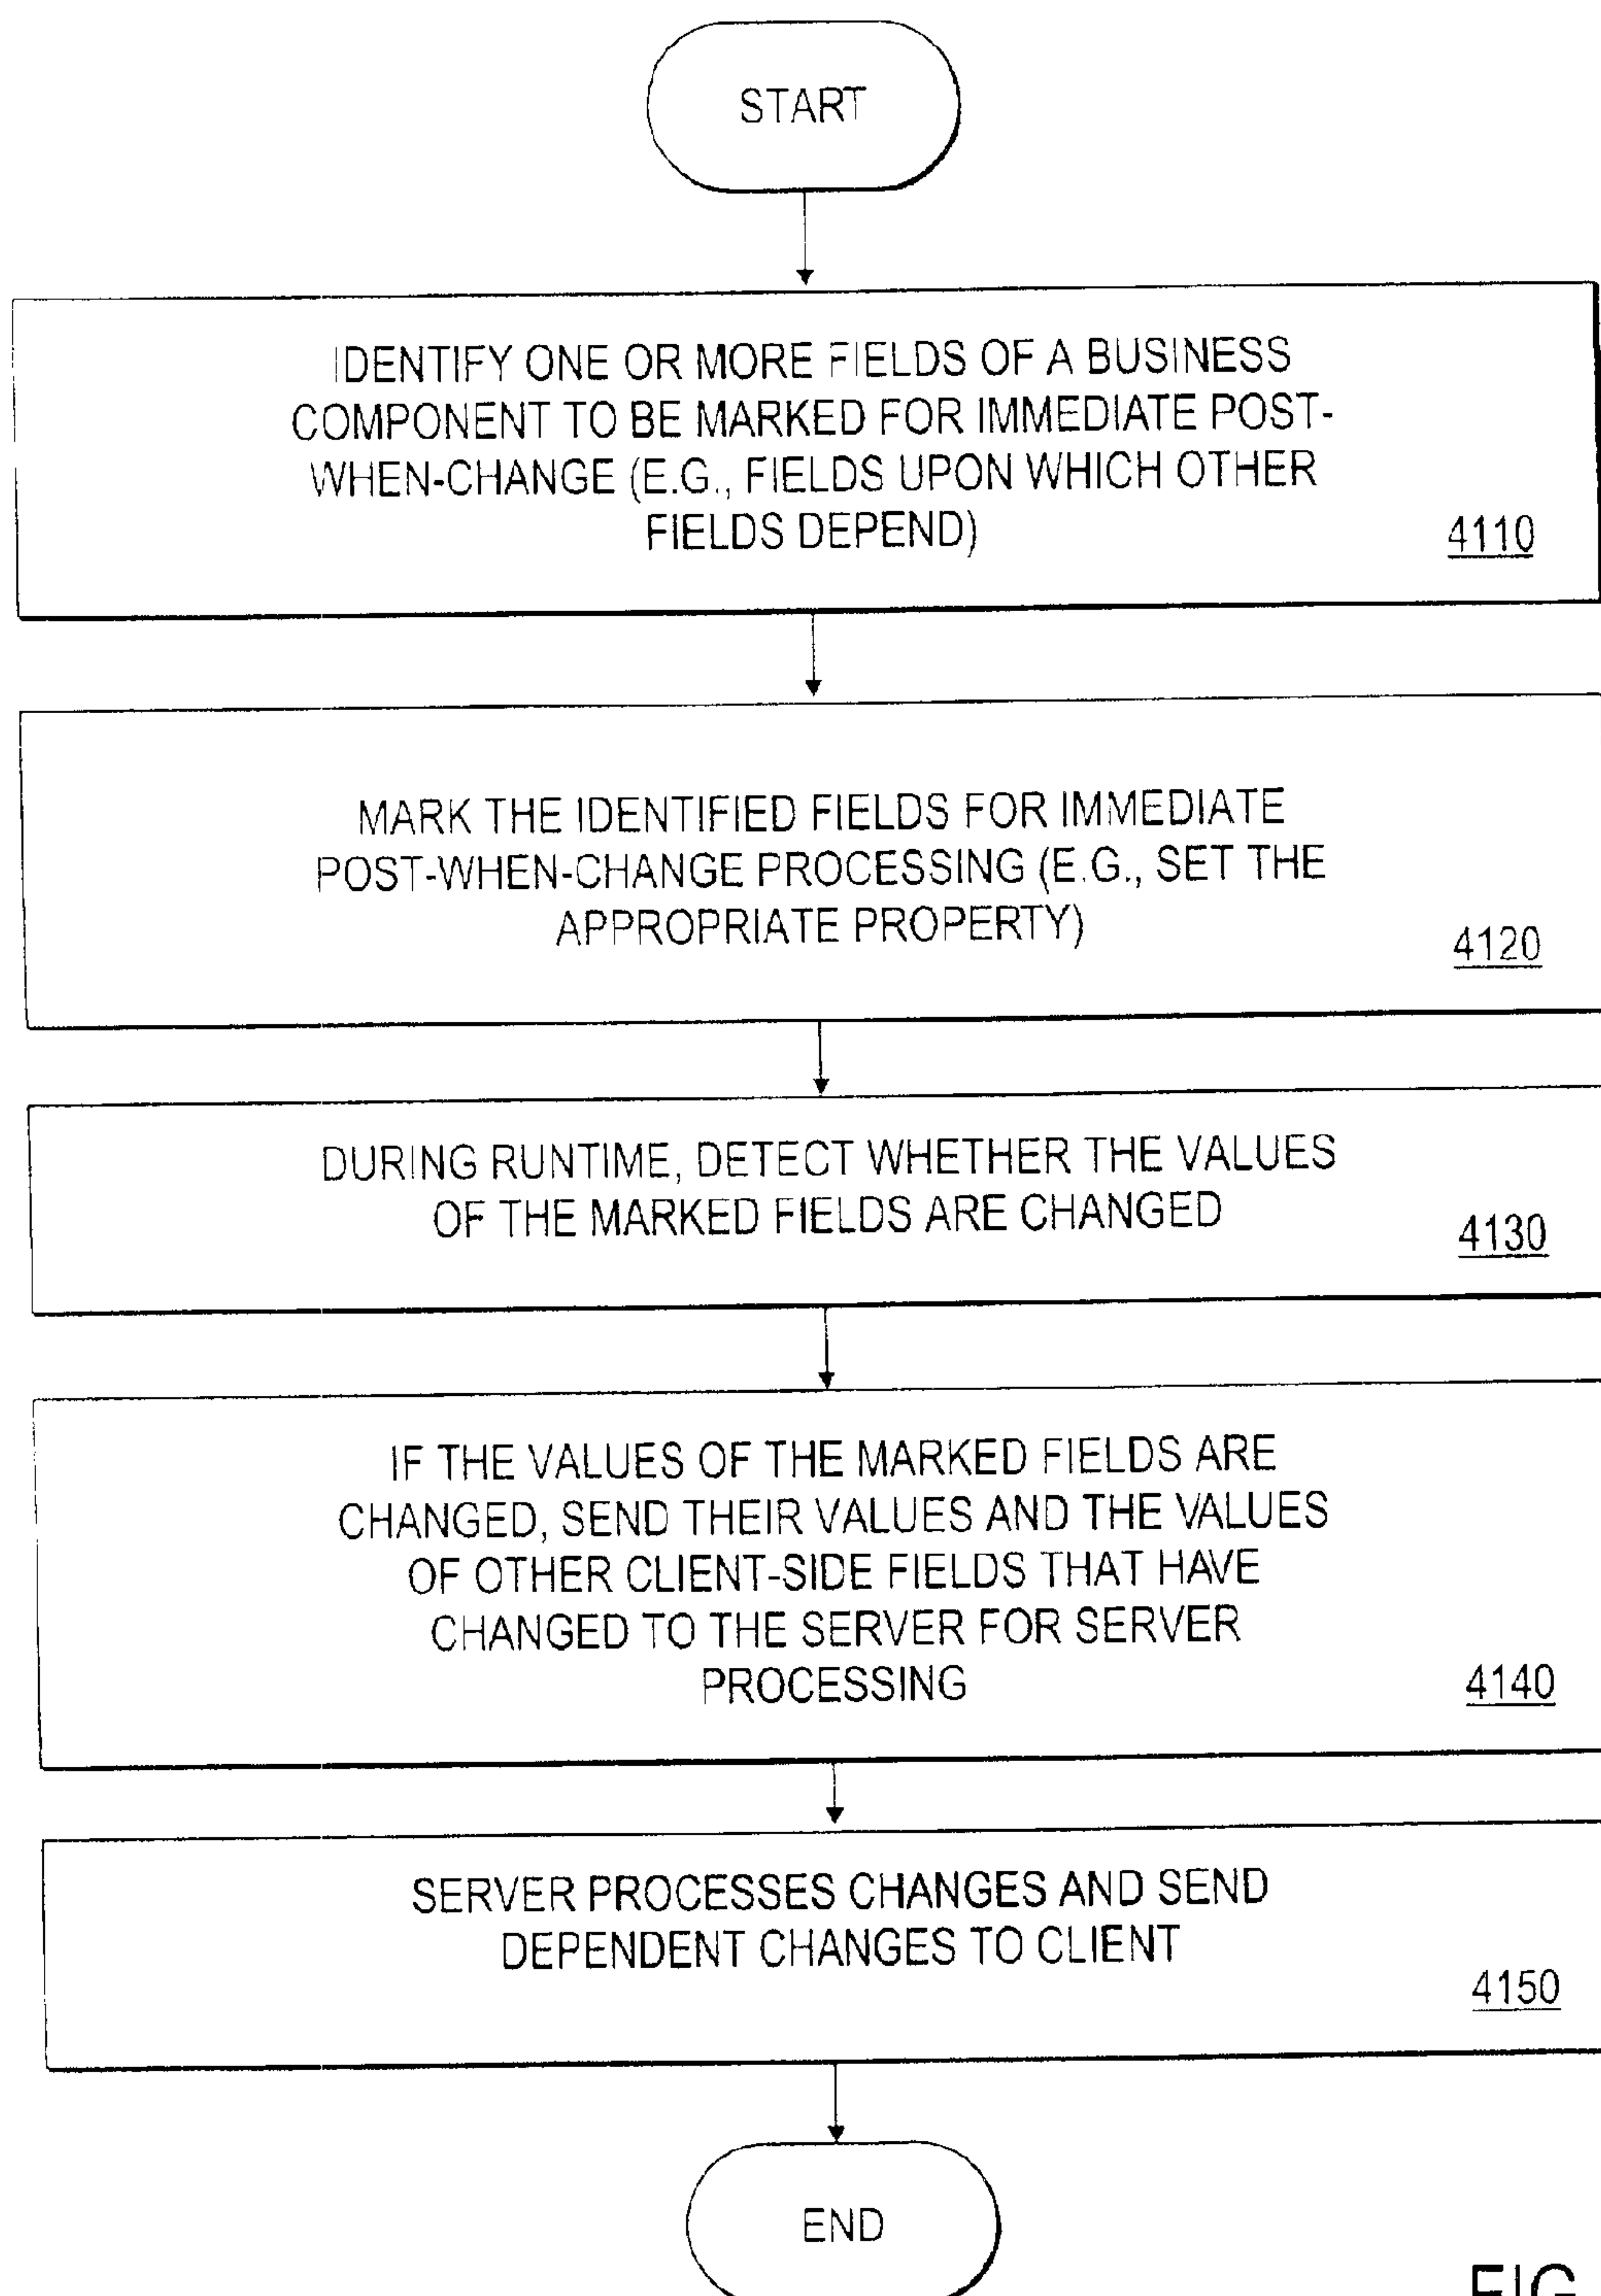 START
IDENTIFY ONE OR MORE FIELDS OF A BUSINESS
COMPONENT TO BE MARKED FOR IMMEDIATE POST-
WHEN-CHANGE (E.G., FIELDS UPON WHICH OTHER
FIELDS DEPEND)
4110
MARK THE IDENTIFIED FIELDS FOR IMMEDIATE
POST-WHEN-CHANGE PROCESSING (E.G., SET THE
APPROPRIATE PROPERTY)
4120
DURING RUNTIME, DETECT WHETHER THE VALUES
OF THE MARKED FIELDS ARE CHANGED
4130
IF THE VALUES OF THE MARKED FIELDS ARE
CHANGED, SEND THEIR VALUES AND THE VALUES
OF OTHER CLIENT-SIDE FIELDS THAT HAVE
CHANGED TO THE SERVER FOR SERVER
PROCESSING
4140
SERVER PROCESSES CHANGES AND SEND
DEPENDENT CHANGES TO CLIENT
4150
END
FIG